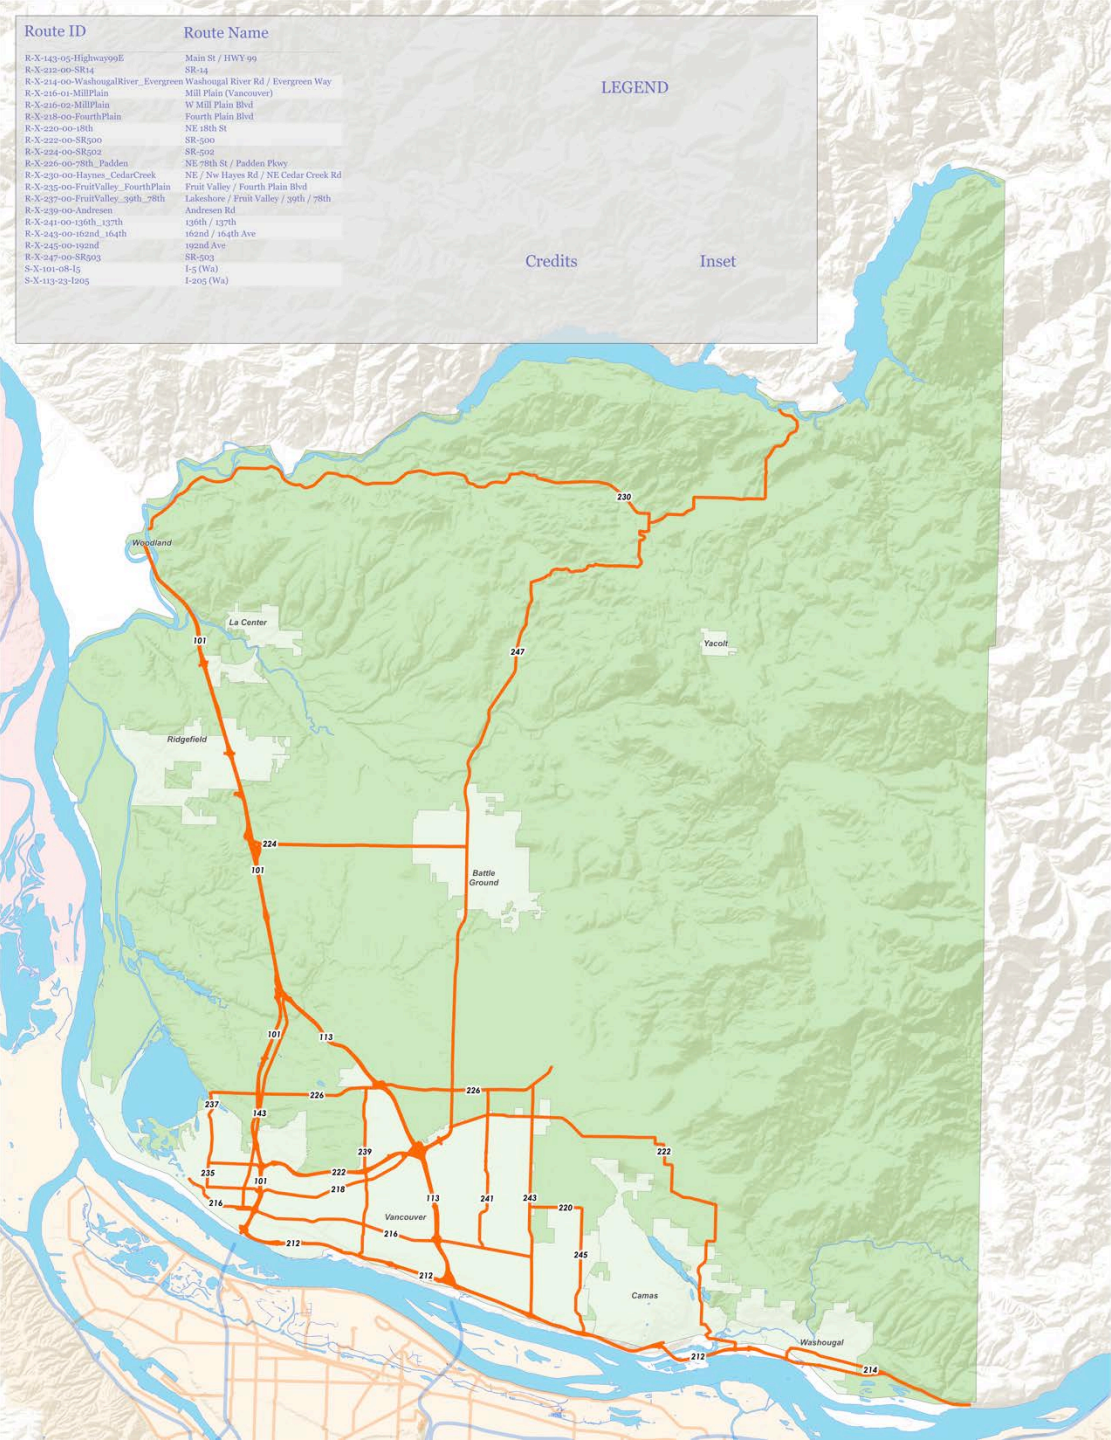 Route ID Route Name
R-X-143-05-Highway99E Main St / HWY 99
R-X-212-00-SR14 SR-14
R-X-214-00-WashougalRiver_Evergreen Washougal River Rd / Evergreen Way
R-X-216-01-MillPlain Mill Plain (Vancouver)
R-X-216-02-MillPlain W Mill Plain Blvd
R-X-218-00-FourthPlain Fourth Plain Blvd
R-X-220-00-18th NE 18th St
R-X-222-00-SR500 SR-500
R-X-224-00-SR502 SR-502
R-X-226-00-78th_Padden NE 78th St / Padden Pkwy
R-X-230-00-Haynes_CedarCreek NE / Nw Hayes Rd / NE Cedar Creek Rd
R-X-235-00-FruitValley_FourthPlain Fruit Valley / Fourth Plain Blvd
R-X-237-00-FruitValley_39th_78th Lakeshore / Fruit Valley / 39th / 78th
R-X-239-00-Andresen Andresen Rd
R-X-241-00-136th_137th 136th / 137th
R-X-243-00-162nd_164th 162nd / 164th Ave
R-X-245-00-192nd 192nd Ave
R-X-247-00-SR503 SR-503
S-X-101-08-I5 I-5 (Wa)
S-X-113-23-I205 I-205 (Wa)
LEGEND
Credits Inset
230
Woodland
La Center
101
Yacolt
247
Ridgefield
224
101
Battle
Ground
101
113
226
226
237
143
239
222
222
235
101
218
216
113
241
243
220
Vancouver
216
212
245
212
Camas
Washougal
212
214